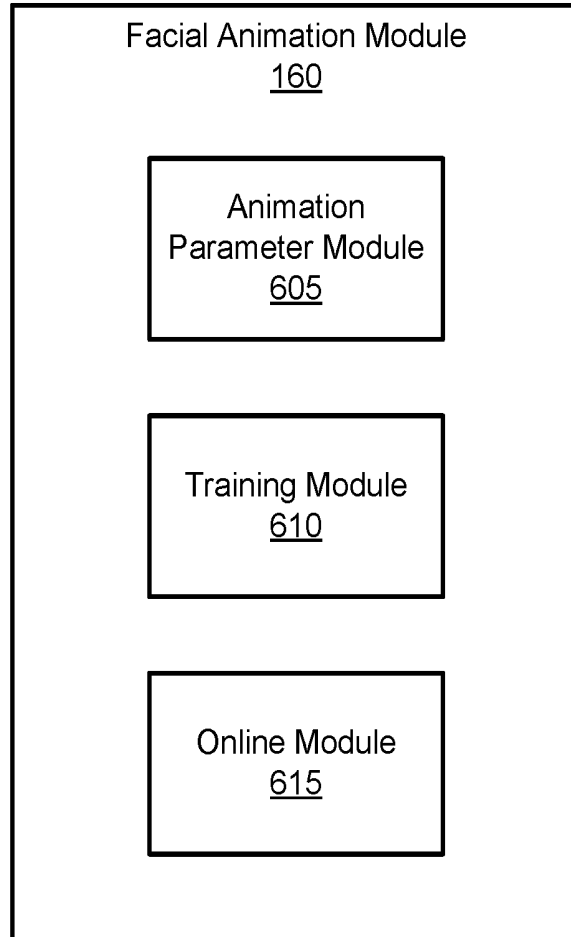 Facial Animation Module
160
Animation
Parameter Module
605
Training Module
610
Online Module
615